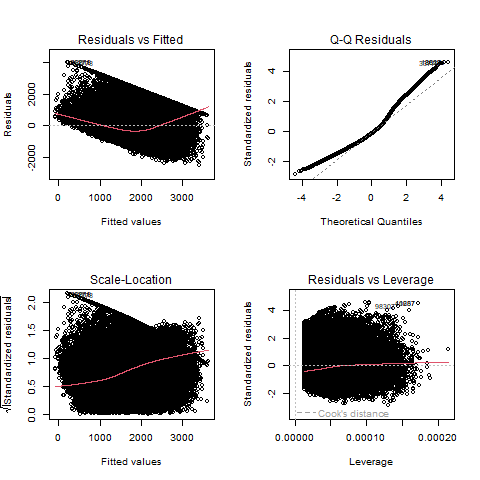 Residuals vs Fitted
Residuals
-2000 0 2000
0 1000 2000 3000
Fitted values
Q-Q Residuals
Standardized residuals
-2 0 2 4
-4 -2 0 2 4
Theoretical Quantiles
Scale-Location
√|Standardized residuals|
0.0 0.5 1.0 1.5 2.0
0 1000 2000 3000
Fitted values
Residuals vs Leverage
Standardized residuals
-2 0 2 4
Cook's distance
0.00000 0.00010 0.00020
Leverage